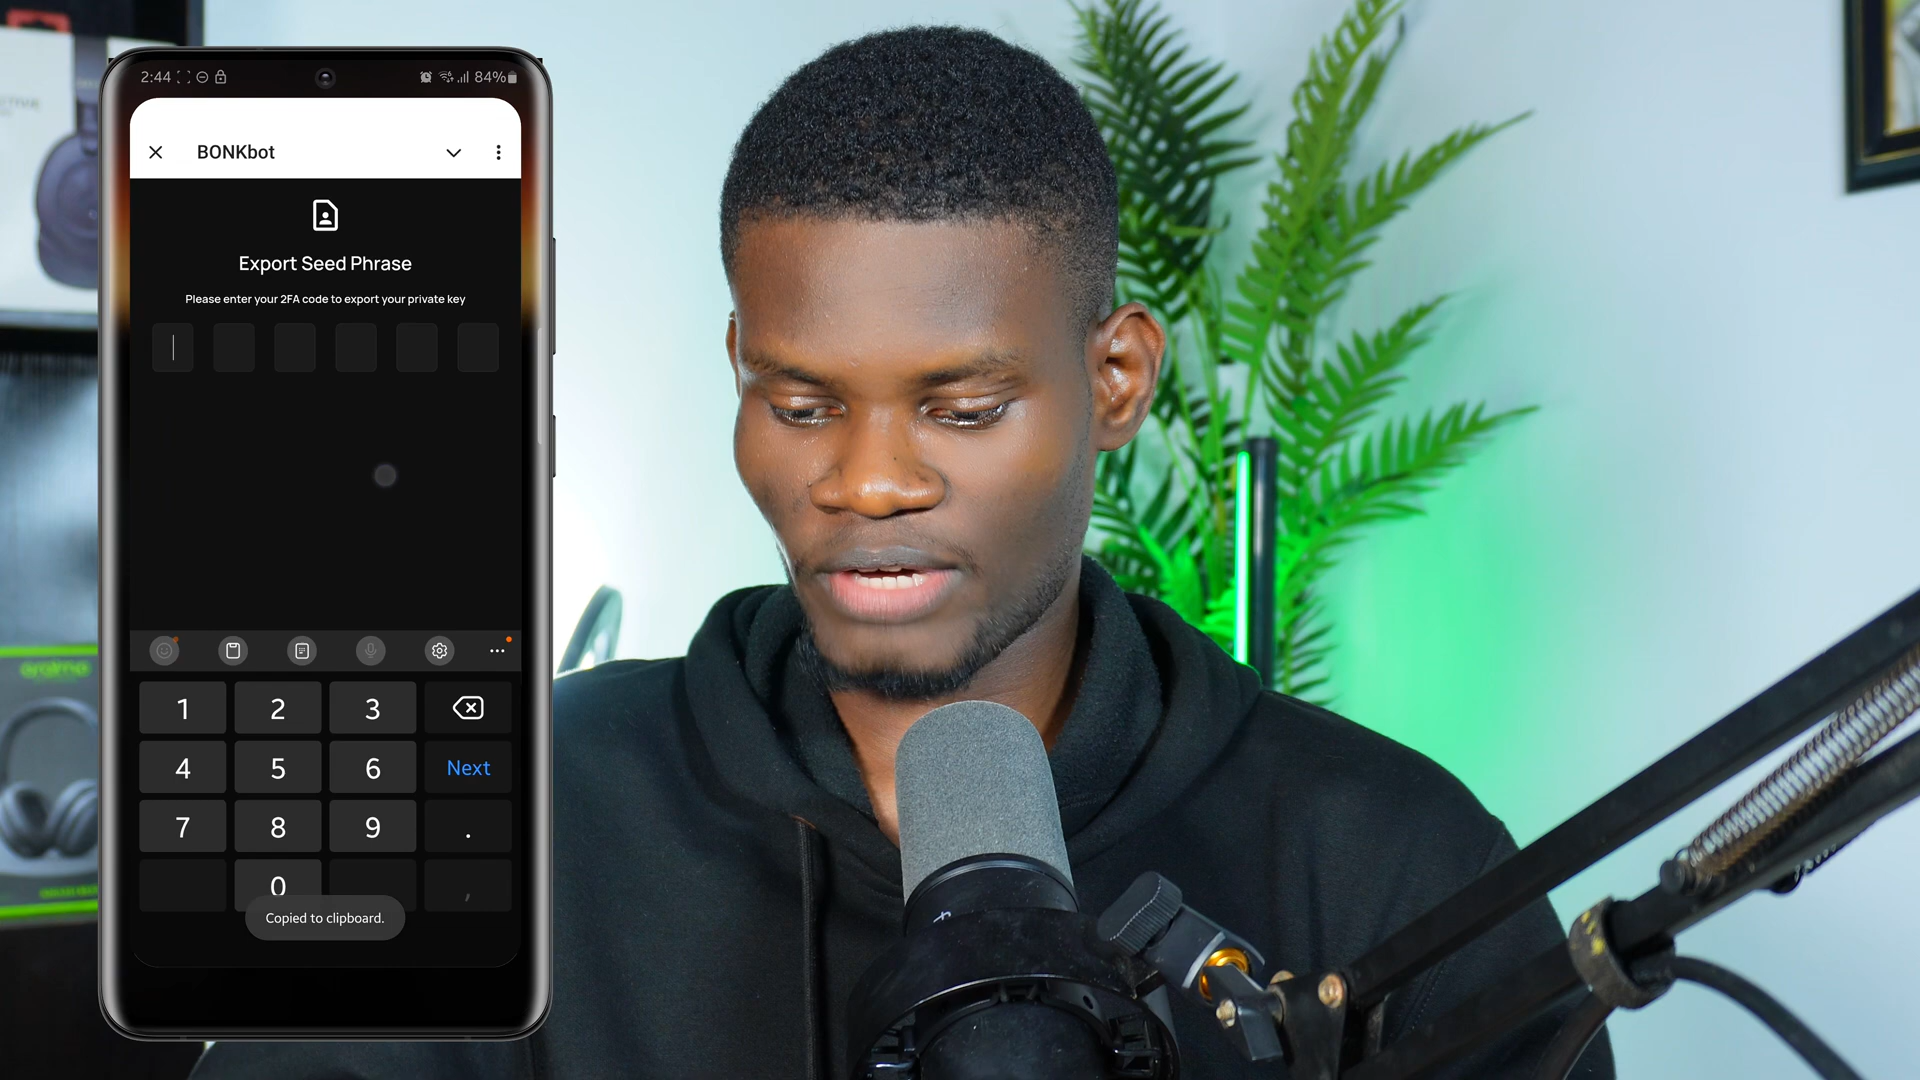 2:44
84%
BONKbot
Export Seed Phrase
Please enter your 2FA code to export your private key
1 2 3
4 5 6 Next
7 8 9 .
0 ,
Copied to clipboard.
oraimo